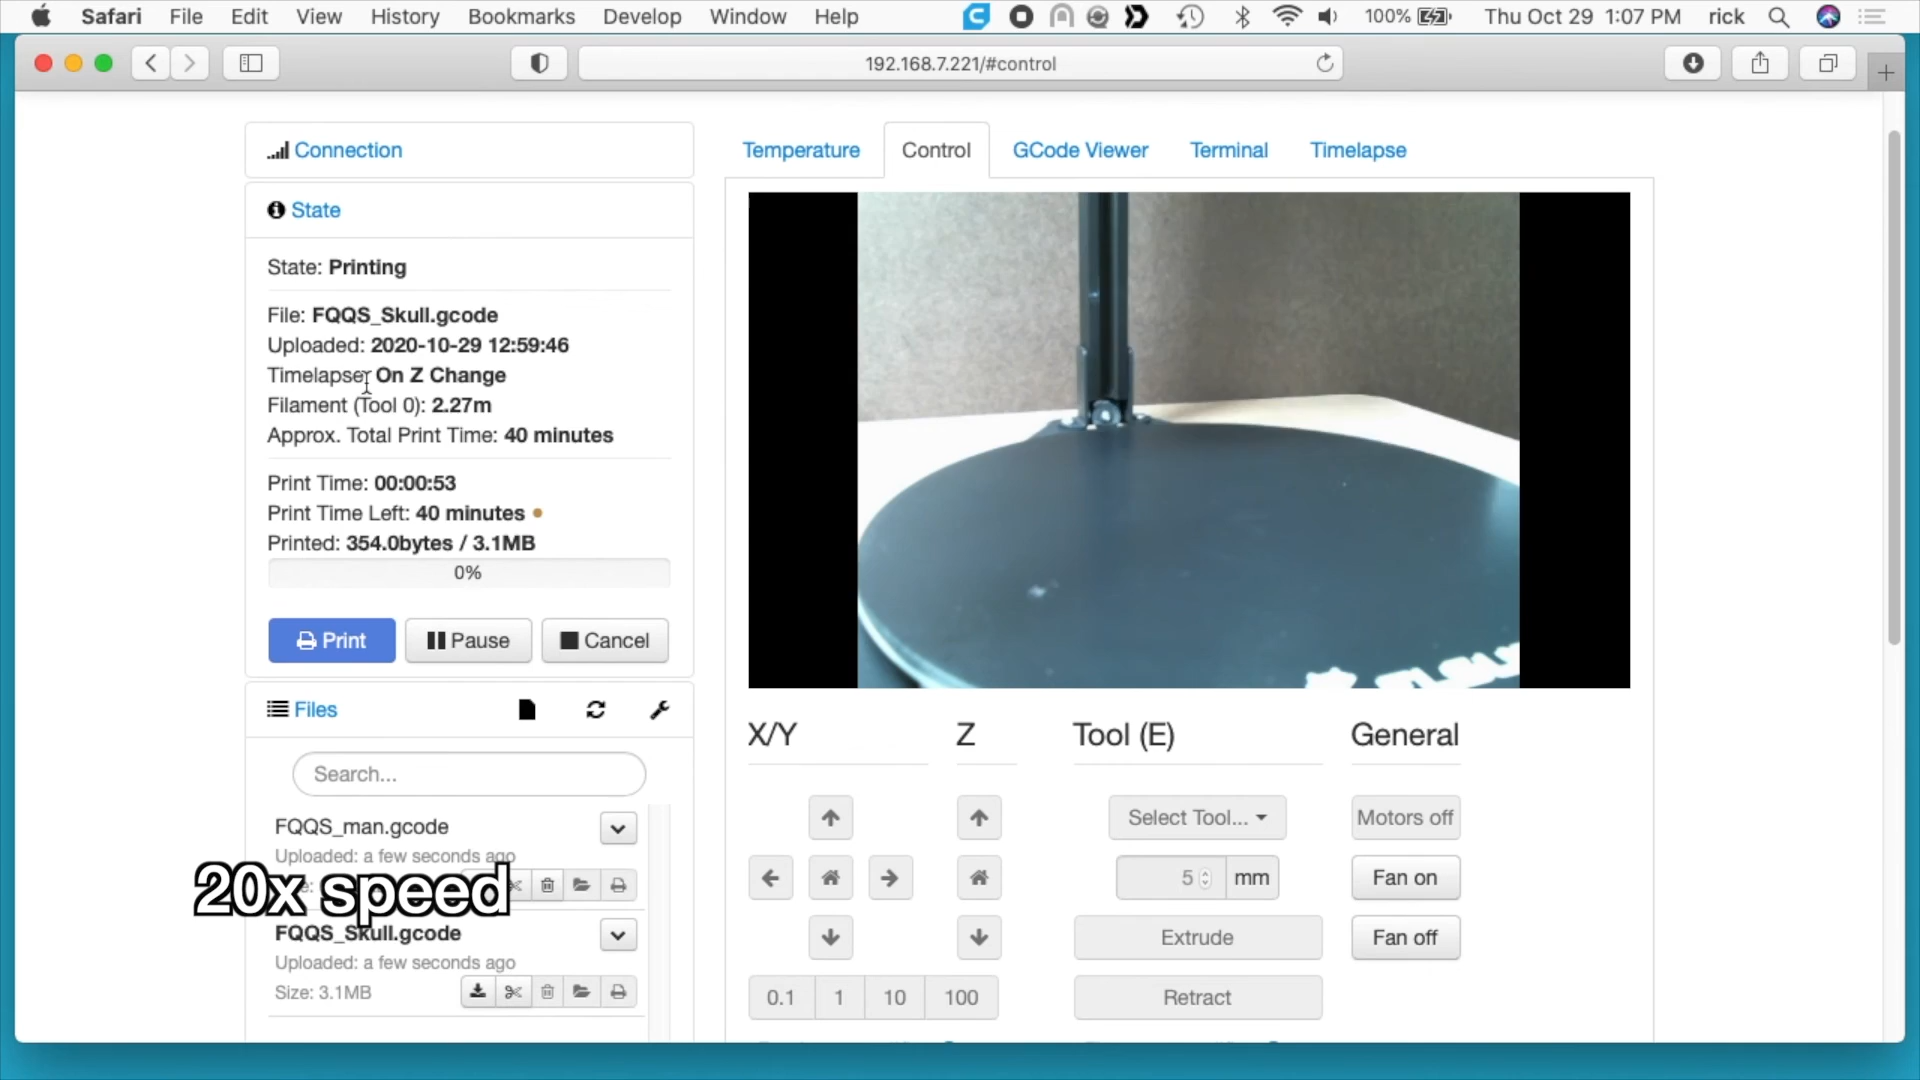 Safari File Edit View History Bookmarks Develop Window Help 100% Thu Oct 29 1:07 PM rick
192.168.7.221/#control
Connection
Temperature Control GCode Viewer Terminal Timelapse
State
State: Printing
File: FQQS_Skull.gcode
Uploaded: 2020-10-29 12:59:46
Timelapse: On Z Change
Filament (Tool 0): 2.27m
Approx. Total Print Time: 40 minutes
Print Time: 00:00:53
Print Time Left: 40 minutes
Printed: 354.0bytes / 3.1MB
0%
Print Pause Cancel
Files
Search...
FQQS_man.gcode
Uploaded: a few seconds ago
20x speed
FQQS_Skull.gcode
Uploaded: a few seconds ago
Size: 3.1MB
X/Y Z Tool (E) General
Select Tool... Motors off
5 mm Fan on
Extrude Fan off
0.1 1 10 100 Retract